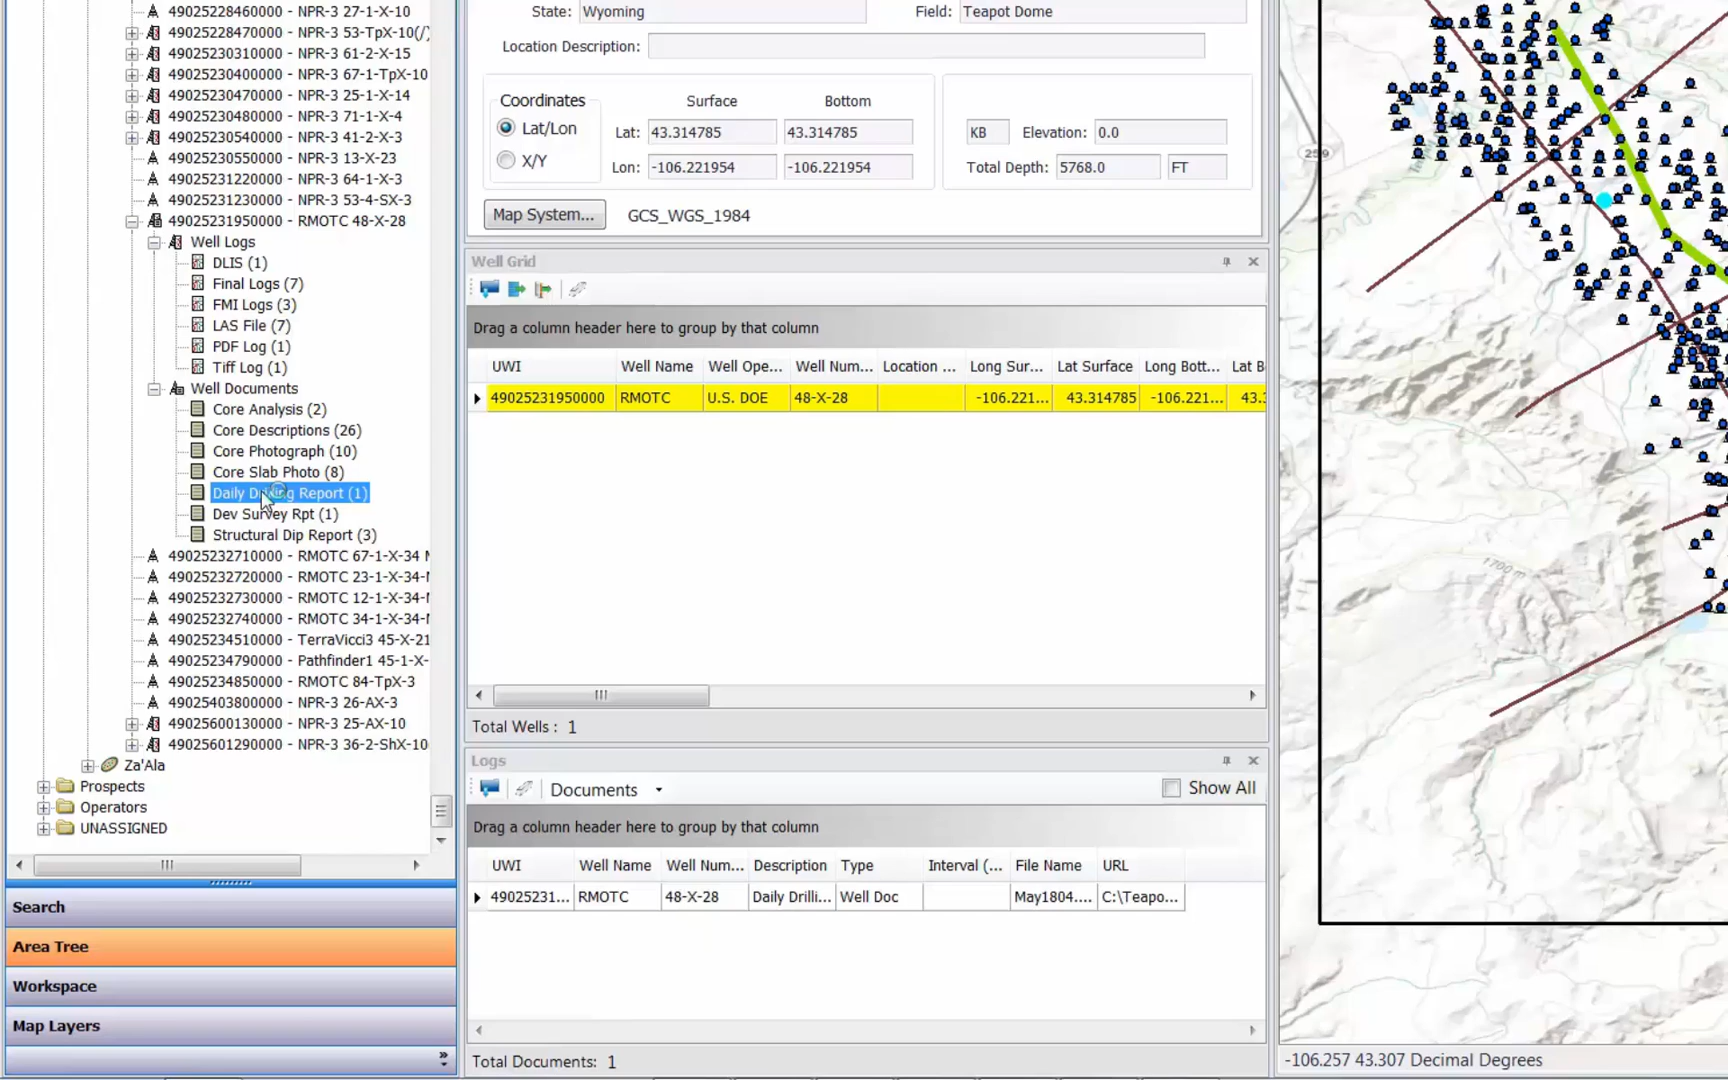 49025228460000 - NPR-3 27-1-X-10
49025228470000 - NPR-3 53-TpX-10(/)
49025230310000 - NPR-3 61-2-X-15
49025230400000 - NPR-3 67-1-TpX-10
49025230470000 - NPR-3 25-1-X-14
49025230480000 - NPR-3 71-1-X-4
49025230540000 - NPR-3 41-2-X-3
49025230550000 - NPR-3 13-X-23
49025231220000 - NPR-3 64-1-X-3
49025231230000 - NPR-3 53-4-SX-3
49025231950000 - RMOTC 48-X-28
Well Logs
DLIS (1)
Final Logs (7)
FMI Logs (3)
LAS File (7)
PDF Log (1)
Tiff Log (1)
Well Documents
Core Analysis (2)
Core Descriptions (26)
Core Photograph (10)
Core Slab Photo (8)
Daily Drilling Report (1)
Dev Survey Rpt (1)
Structural Dip Report (3)
49025232710000 - RMOTC 67-1-X-34
49025232720000 - RMOTC 23-1-X-34-
49025232730000 - RMOTC 12-1-X-34-
49025232740000 - RMOTC 34-1-X-34-
49025234510000 - TerraVicci3 45-X-21
49025234790000 - Pathfinder1 45-1-X-
49025234850000 - RMOTC 84-TpX-3
49025403800000 - NPR-3 26-AX-3
49025600130000 - NPR-3 25-AX-10
49025601290000 - NPR-3 36-2-ShX-10
Za'Ala
Prospects
Operators
UNASSIGNED
Search
Area Tree
Workspace
Map Layers
State: Wyoming Field: Teapot Dome
Location Description:
Coordinates Surface Bottom
Lat/Lon Lat: 43.314785 43.314785 KB Elevation: 0.0
X/Y Lon: -106.221954 -106.221954 Total Depth: 5768.0 FT
Map System... GCS_WGS_1984
Well Grid
Drag a column header here to group by that column
UWI Well Name Well Ope... Well Num... Location ... Long Sur... Lat Surface Long Bott... Lat B
49025231950000 RMOTC U.S. DOE 48-X-28 -106.221... 43.314785 -106.221... 43.3
Total Wells : 1
Logs
Documents Show All
Drag a column header here to group by that column
UWI Well Name Well Num... Description Type Interval (... File Name URL
49025231... RMOTC 48-X-28 Daily Drilli... Well Doc May1804.... C:\Teapo...
Total Documents: 1
259
1700 m
-106.257 43.307 Decimal Degrees